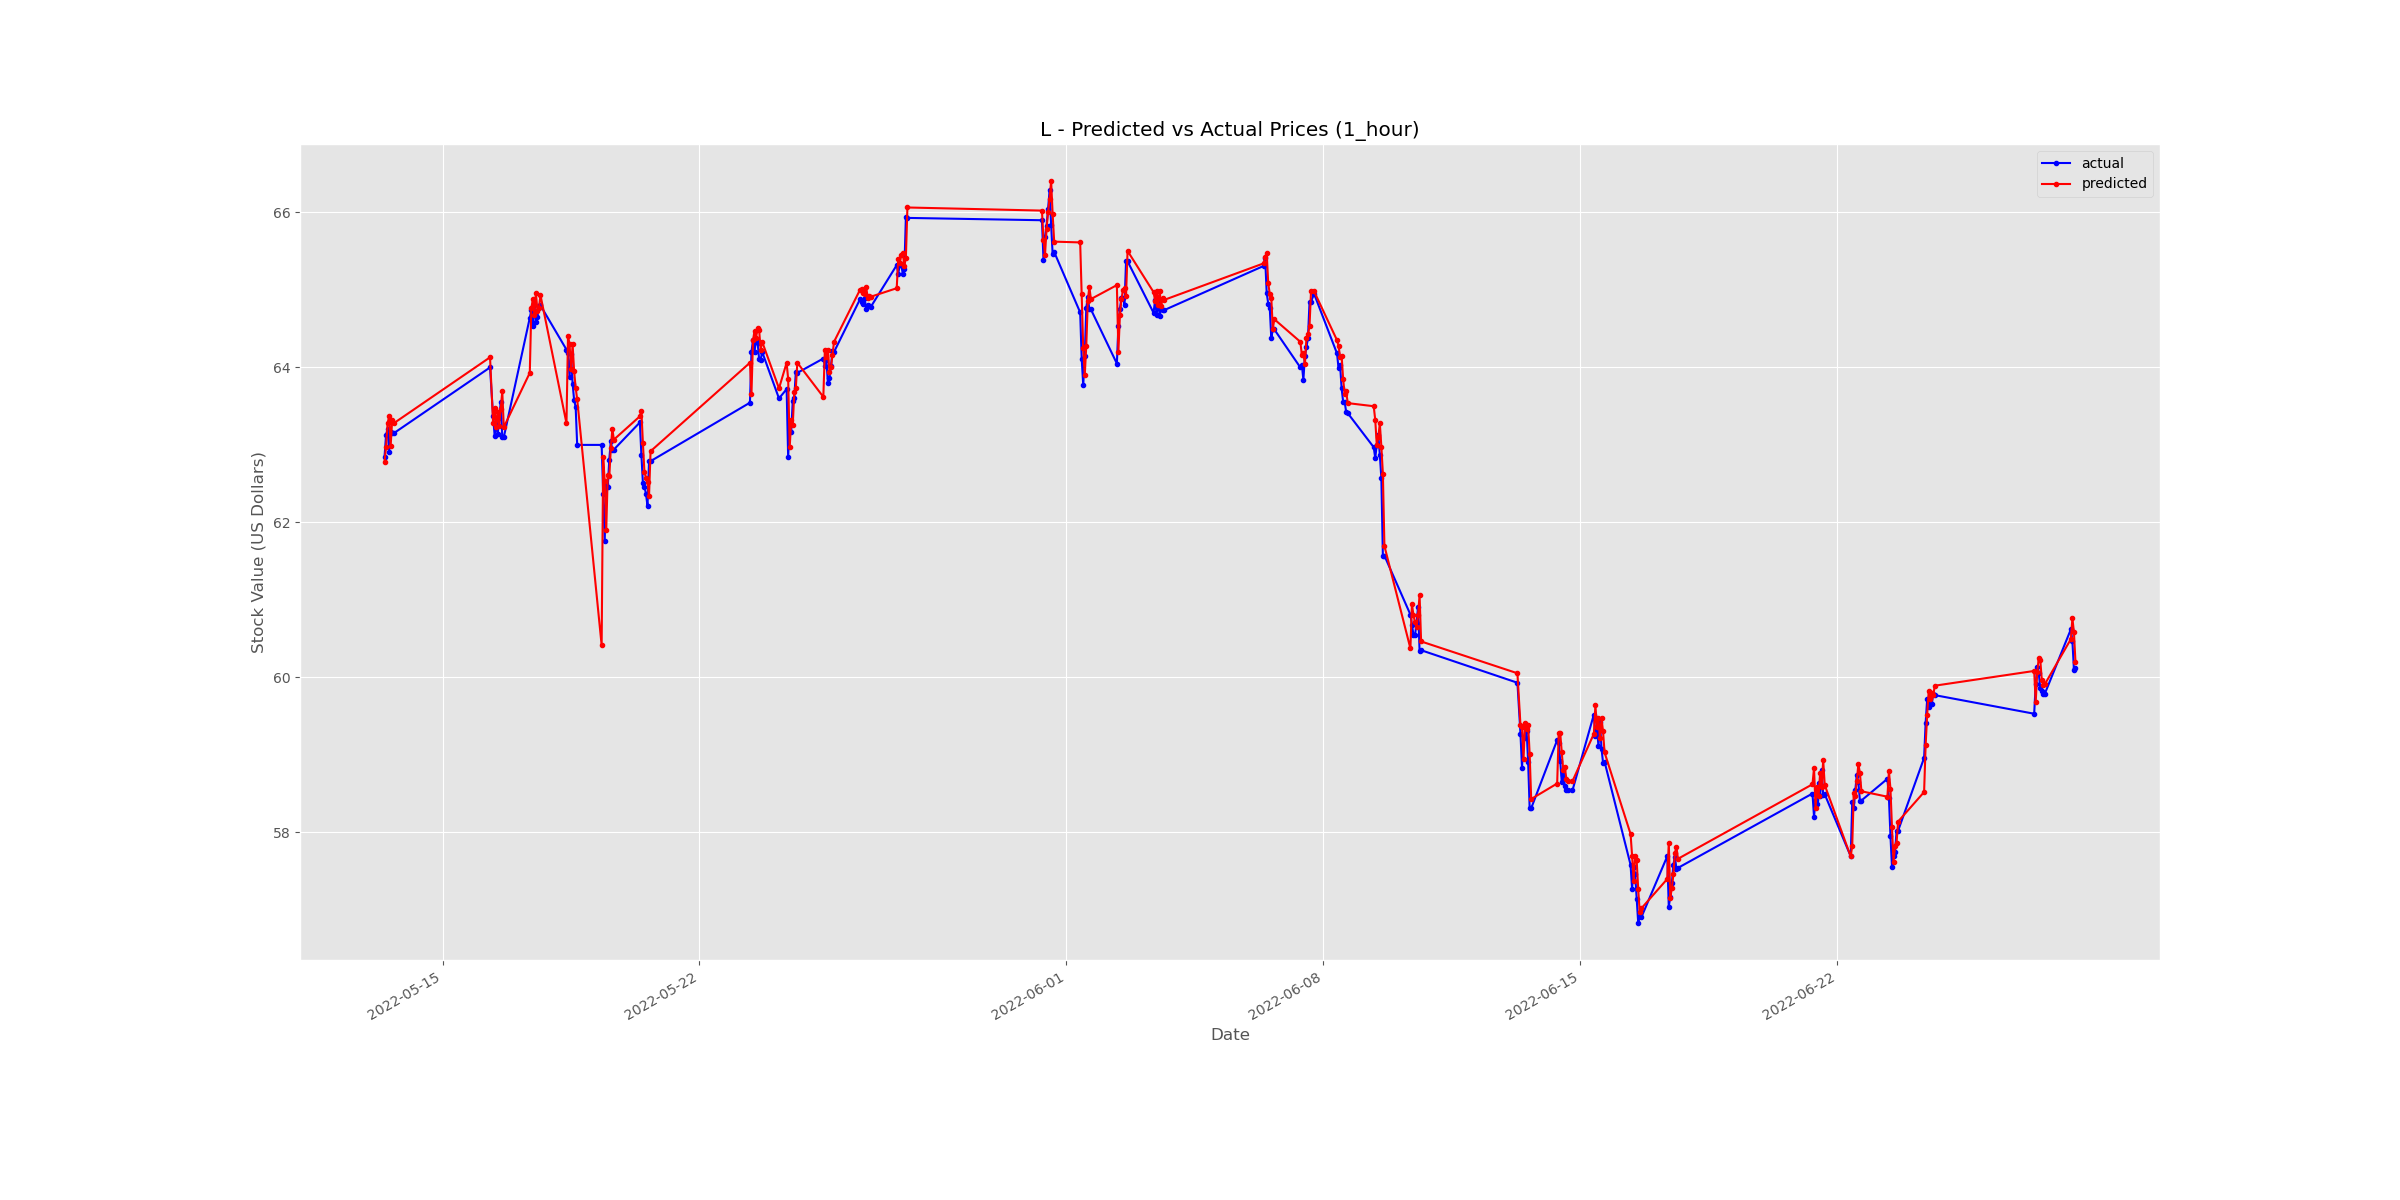 L - Predicted vs Actual Prices (1_hour)
actual
predicted
66
64
62
60
58
Stock Value (US Dollars)
2022-05-15
2022-05-22
2022-06-01
2022-06-08
2022-06-15
2022-06-22
Date